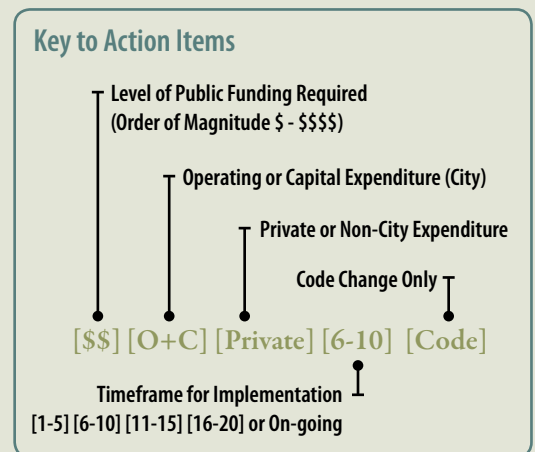 Key to Action Items
Level of Public Funding Required
(Order of Magnitude $ - $$$$)
Operating or Capital Expenditure (City)
Private or Non-City Expenditure
Code Change Only
[$$] [O+C] [Private] [6-10] [Code]
Timeframe for Implementation
[1-5] [6-10] [11-15] [16-20] or On-going